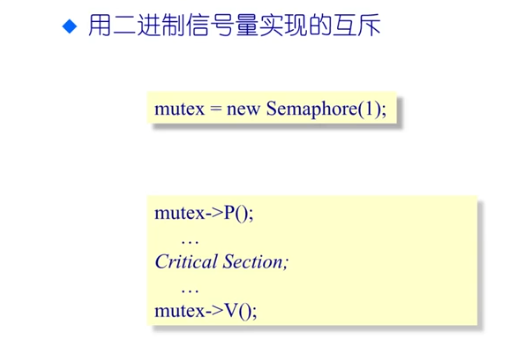 用二进制信号量实现的互斥
mutex = new Semaphore(1);
mutex->P();
…
Critical Section;
…
mutex->V();